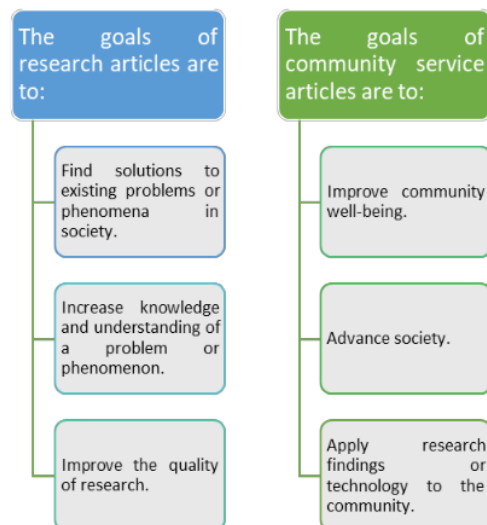 The goals of
research articles are
to:
Find solutions to
existing problems or
phenomena in
society.
Increase knowledge
and understanding of
a problem or
phenomenon.
Improve the quality
of research.
The goals of
community service
articles are to:
Improve community
well-being.
Advance society.
Apply research
findings or
technology to the
community.